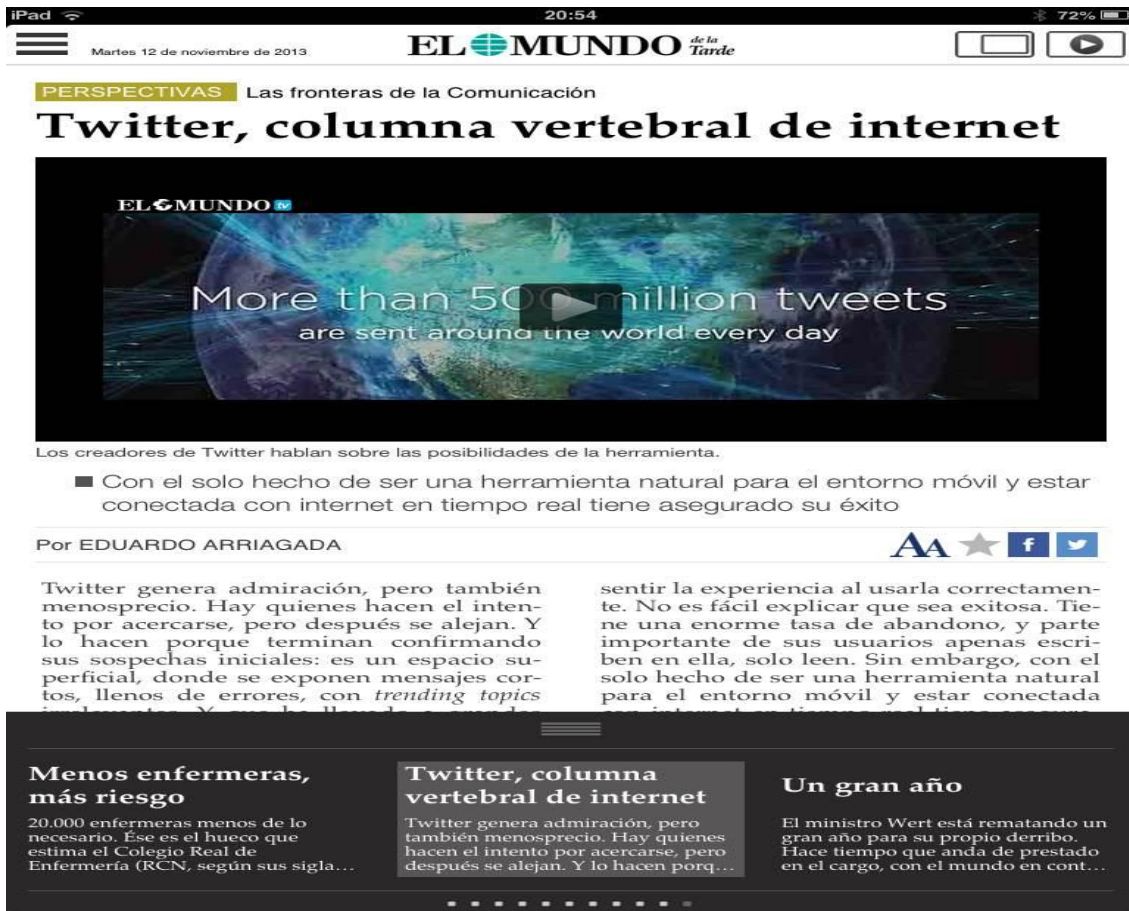 iPad 20:54 72%
Martes 12 de noviembre de 2013 EL MUNDO de la Tarde
PERSPECTIVAS Las fronteras de la Comunicación
Twitter, columna vertebral de internet
EL MUNDO tv
More than 500 million tweets
are sent around the world every day
Los creadores de Twitter hablan sobre las posibilidades de la herramienta.
Con el solo hecho de ser una herramienta natural para el entorno móvil y estar
conectada con internet en tiempo real tiene asegurado su éxito
Por EDUARDO ARRIAGADA AA f
Twitter genera admiración, pero también
menosprecio. Hay quienes hacen el inten-
to por acercarse, pero después se alejan. Y
lo hacen porque terminan confirmando
sus sospechas iniciales: es un espacio su-
perficial, donde se exponen mensajes cor-
tos, llenos de errores, con trending topics
sentir la experiencia al usarla correctamen-
te. No es fácil explicar que sea exitosa. Tie-
ne una enorme tasa de abandono, y parte
importante de sus usuarios apenas escri-
ben en ella, solo leen. Sin embargo, con el
solo hecho de ser una herramienta natural
para el entorno móvil y estar conectada
Menos enfermeras,
más riesgo
20.000 enfermeras menos de lo
necesario. Ése es el hueco que
estima el Colegio Real de
Enfermería (RCN, según sus sigla…
Twitter, columna
vertebral de internet
Twitter genera admiración, pero
también menosprecio. Hay quienes
hacen el intento por acercarse, pero
después se alejan. Y lo hacen porq…
Un gran año
El ministro Wert está rematando un
gran año para su propio derribo.
Hace tiempo que anda de prestado
en el cargo, con el mundo en cont…